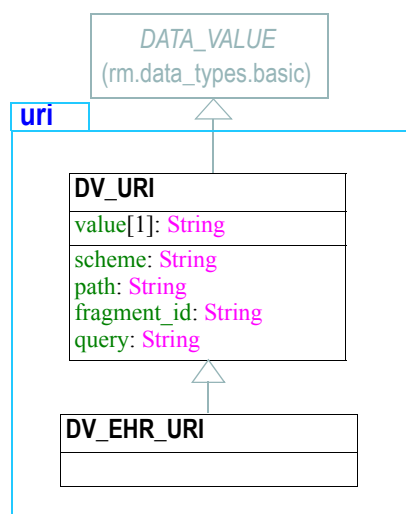 DATA_VALUE
(rm.data_types.basic)
uri
DV_URI
value[1]: String
scheme: String
path: String
fragment_id: String
query: String
DV_EHR_URI